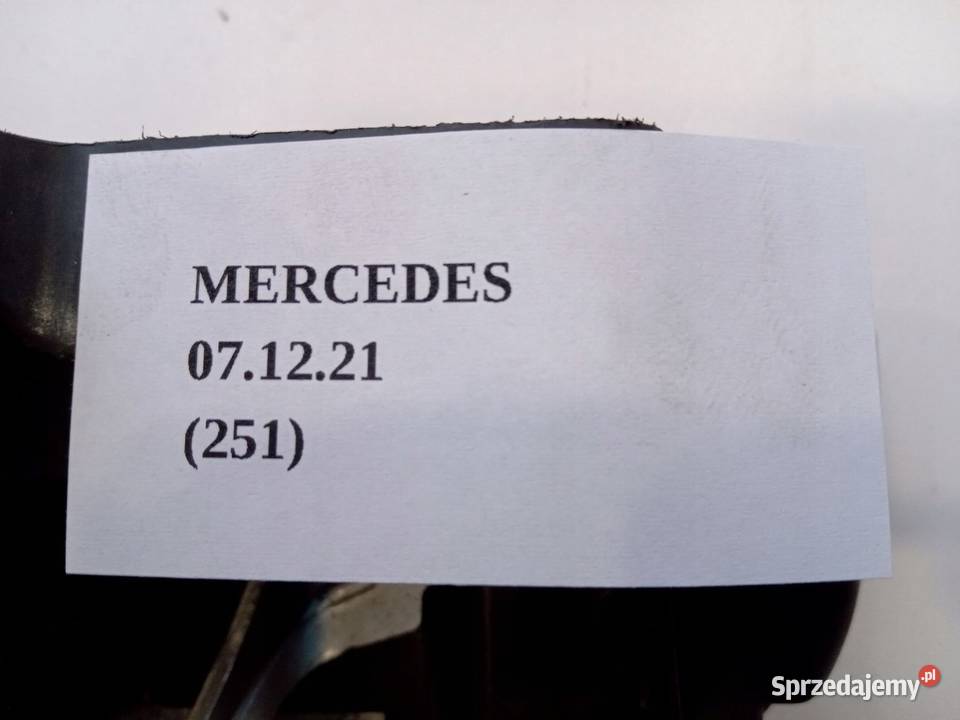 MERCEDES
07.12.21
(251)
Sprzedajemy.pl